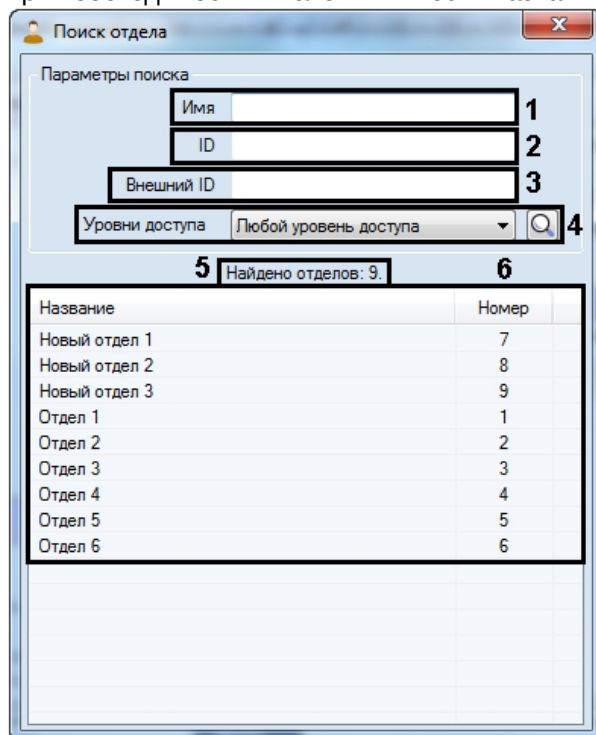 Поиск отдела
Параметры поиска
Имя 1
ID 2
Внешний ID 3
Уровни доступа Любой уровень доступа 4
5 Найдено отделов: 9. 6
Название Номер
Новый отдел 1 7
Новый отдел 2 8
Новый отдел 3 9
Отдел 1 1
Отдел 2 2
Отдел 3 3
Отдел 4 4
Отдел 5 5
Отдел 6 6